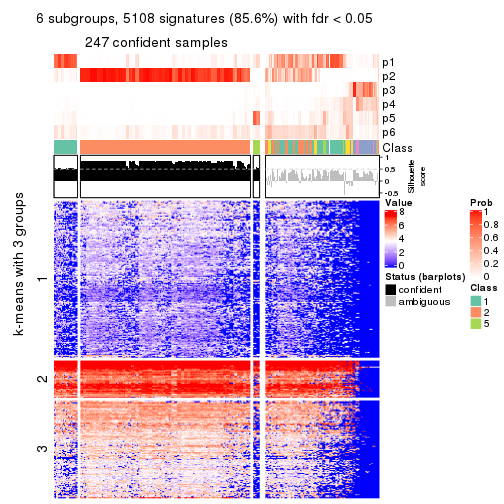 6 subgroups, 5108 signatures (85.6%) with fdr < 0.05
247 confident samples
p1
p2
p3
p4
p5
p6
Class
1
0.5
0
-0.5
Silhouette
score
k-means with 3 groups
1
2
3
Value
8
6
4
2
0
Status (barplots)
confident
ambiguous
Prob
1
0.8
0.6
0.4
0.2
0
Class
1
2
5